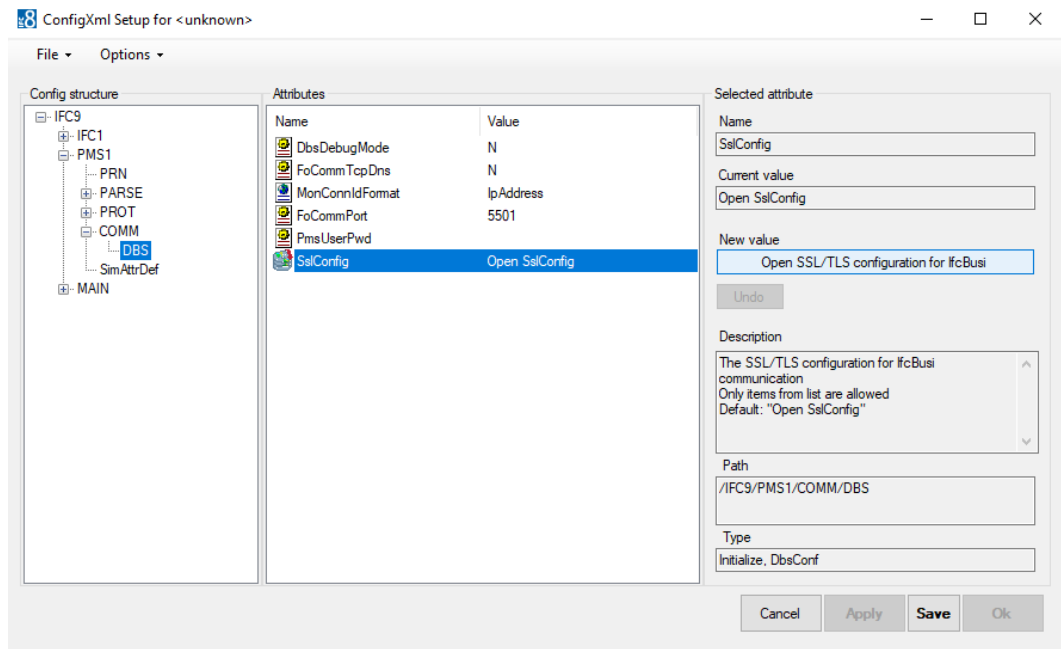 ConfigXml Setup for <unknown>
File Options
Config structure
IFC9
IFC1
PMS1
PRN
PARSE
PROT
COMM
DBS
SimAttrDef
MAIN
Attributes
Name Value
DbsDebugMode N
FoCommTcpDns N
MonConnIdFormat IpAddress
FoCommPort 5501
PmsUserPwd
SslConfig Open SslConfig
Selected attribute
Name
SslConfig
Current value
Open SslConfig
New value
Open SSL/TLS configuration for IfcBusi
Undo
Description
The SSL/TLS configuration for IfcBusi
communication
Only items from list are allowed
Default: "Open SslConfig"
Path
/IFC9/PMS1/COMM/DBS
Type
Initialize, DbsConf
Cancel Apply Save Ok